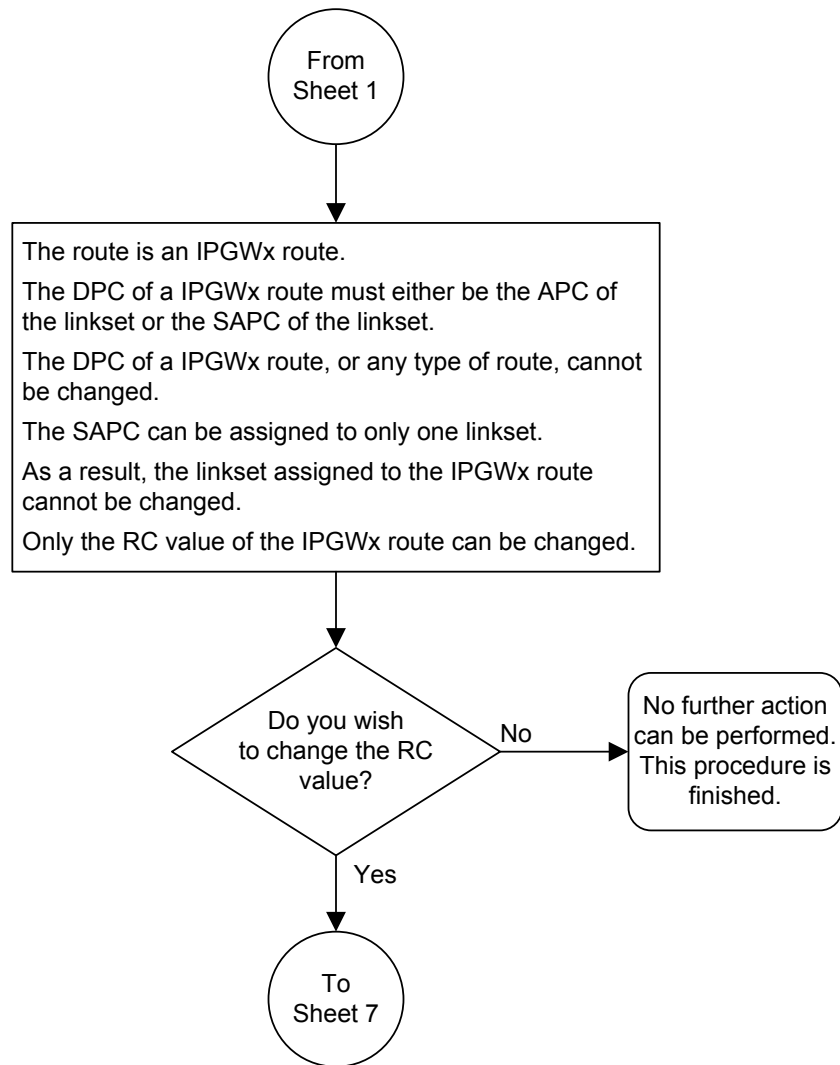 From
Sheet 1
The route is an IPGWx route.
The DPC of a IPGWx route must either be the APC of
the linkset or the SAPC of the linkset.
The DPC of a IPGWx route, or any type of route, cannot
be changed.
The SAPC can be assigned to only one linkset.
As a result, the linkset assigned to the IPGWx route
cannot be changed.
Only the RC value of the IPGWx route can be changed.
Do you wish
to change the RC
value?
No
No further action
can be performed.
This procedure is
finished.
Yes
To
Sheet 7